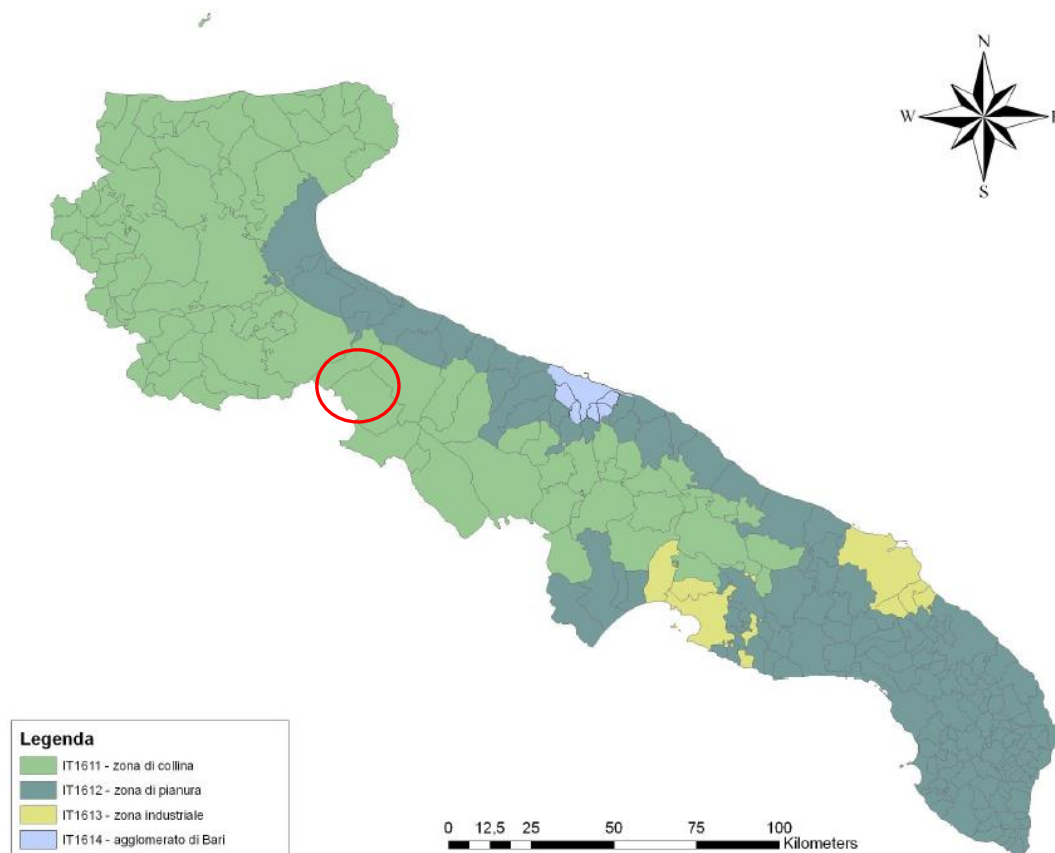 N
W
E
S
Legenda
IT1611 - zona di collina
IT1612 - zona di pianura
IT1613 - zona industriale
IT1614 - agglomerato di Bari
0 12,5 25 50 75 100
Kilometers